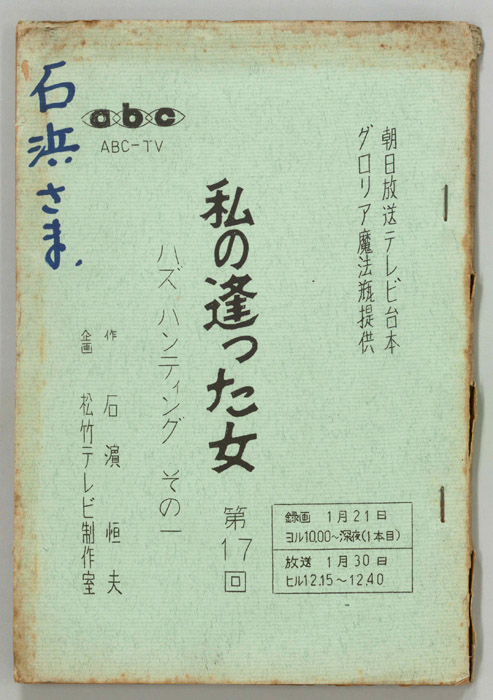 朝日放送テレビ台本
グロリア魔法瓶提供
私の逢った女
第17回
ハズ ハンティング その一
作 石濵恒夫
企画 松竹テレビ制作室
abc
ABC-TV
石浜さま、
録画 1月21日
ヨル10.00〜深夜(1本目)
放送 1月30日
ヒル12.15〜12.40